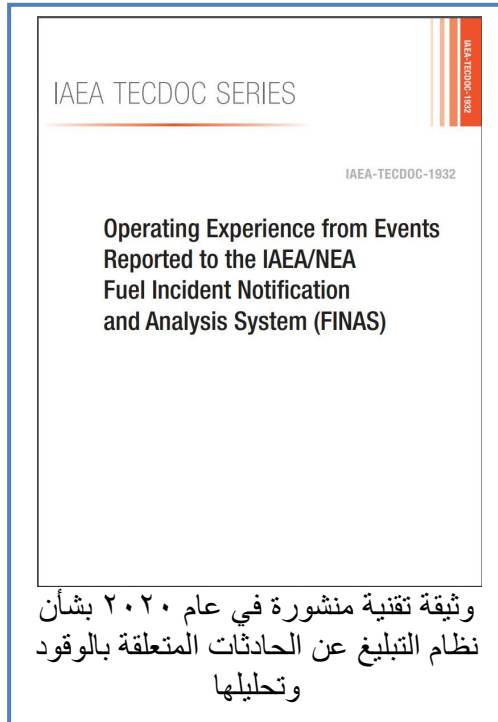 IAEA-TECDOC-1932
IAEA TECDOC SERIES
IAEA-TECDOC-1932
Operating Experience from Events
Reported to the IAEA/NEA
Fuel Incident Notification
and Analysis System (FINAS)
وثيقة تقنية منشورة في عام ٢٠٢٠ بشأن
نظام التبليغ عن الحادثات المتعلقة بالوقود
وتحليلها